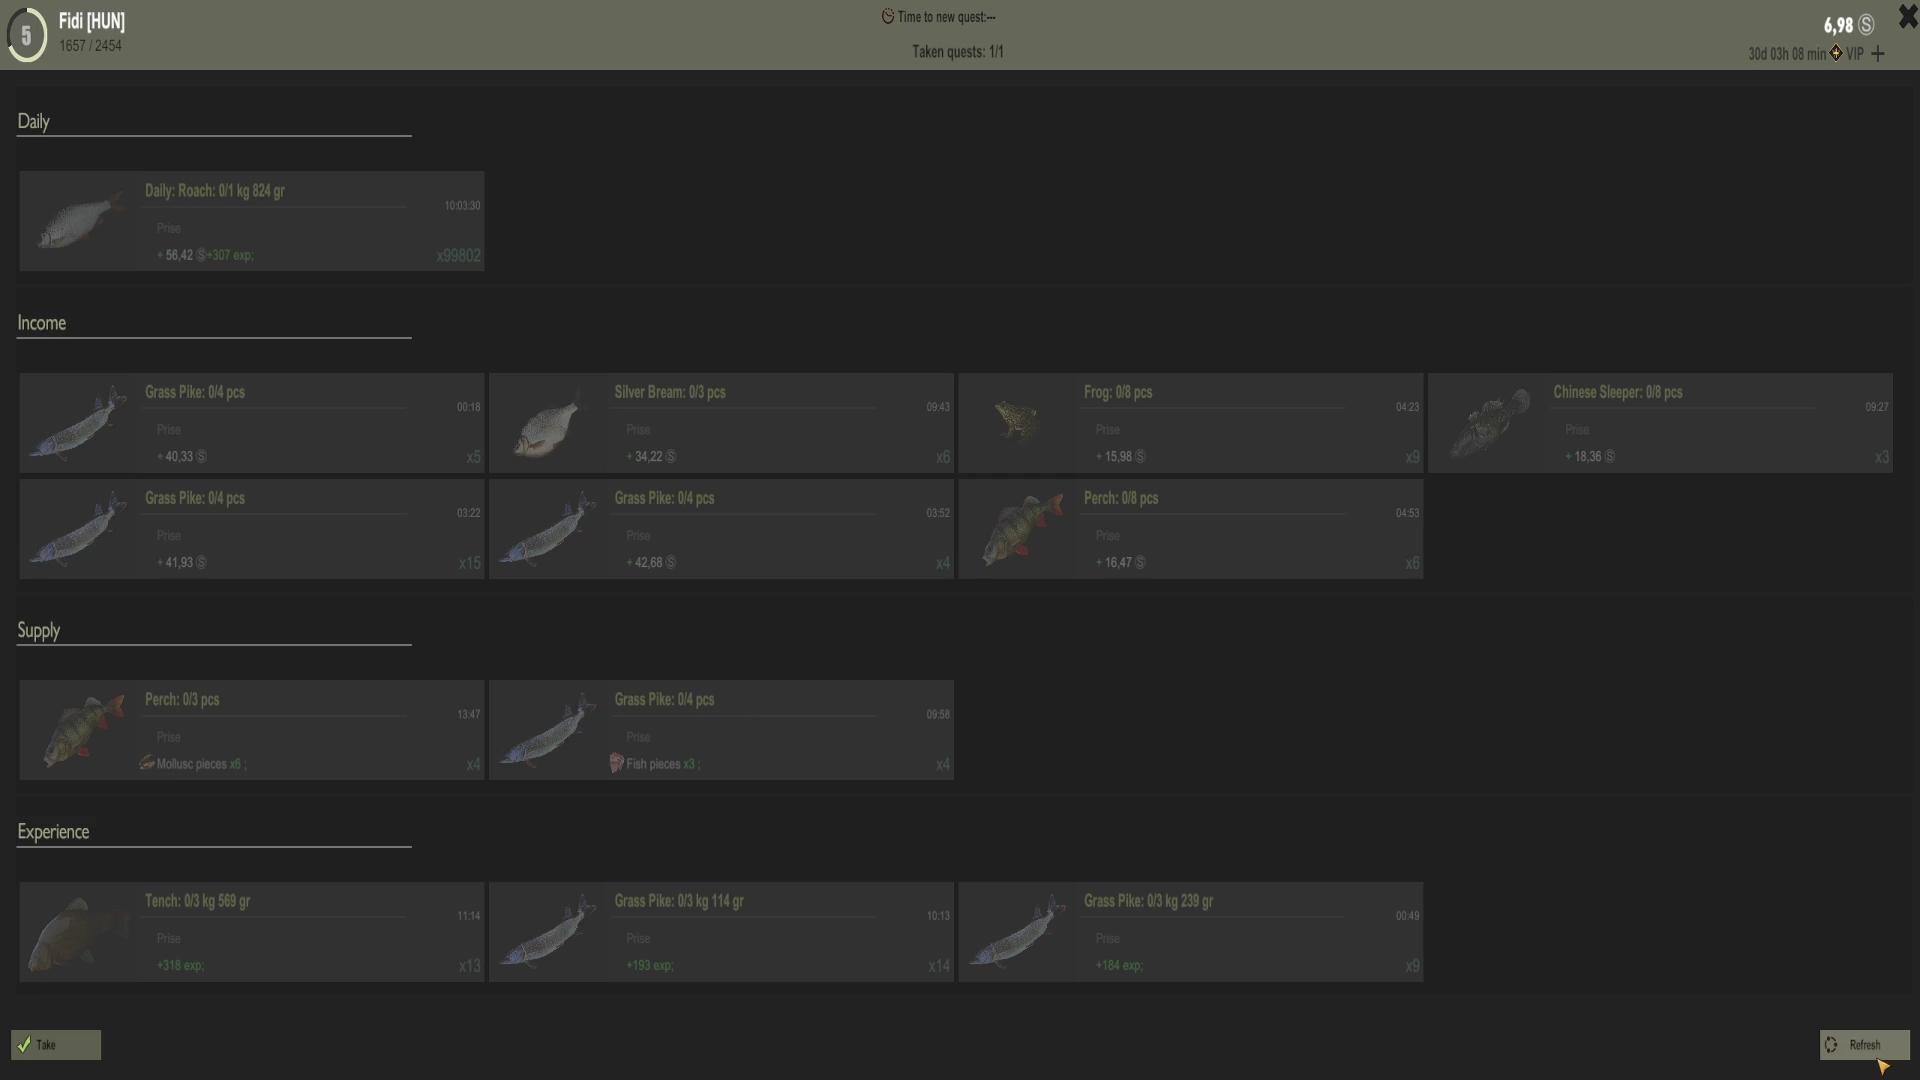 5
Fidi [HUN]
1657 / 2454
Time to new quest:---
Taken quests: 1/1
6,98 Ⓢ
30d 03h 08 min VIP +
Daily
Daily: Roach: 0/1 kg 824 gr
10:03:30
Prise
+ 56,42 Ⓢ+307 exp;
x99802
Income
Grass Pike: 0/4 pcs
00:18
Prise
+ 40,33 Ⓢ
x5
Silver Bream: 0/3 pcs
09:43
Prise
+ 34,22 Ⓢ
x6
Frog: 0/8 pcs
04:23
Prise
+ 15,98 Ⓢ
x9
Chinese Sleeper: 0/8 pcs
09:27
Prise
+ 18,36 Ⓢ
x3
Grass Pike: 0/4 pcs
03:22
Prise
+ 41,93 Ⓢ
x15
Grass Pike: 0/4 pcs
03:52
Prise
+ 42,68 Ⓢ
x4
Perch: 0/8 pcs
04:53
Prise
+ 16,47 Ⓢ
x6
Supply
Perch: 0/3 pcs
13:47
Prise
Mollusc pieces x6 ;
x4
Grass Pike: 0/4 pcs
09:58
Prise
Fish pieces x3 ;
x4
Experience
Tench: 0/3 kg 569 gr
11:14
Prise
+318 exp;
x13
Grass Pike: 0/3 kg 114 gr
10:13
Prise
+193 exp;
x14
Grass Pike: 0/3 kg 239 gr
00:49
Prise
+184 exp;
x9
Take
Refresh